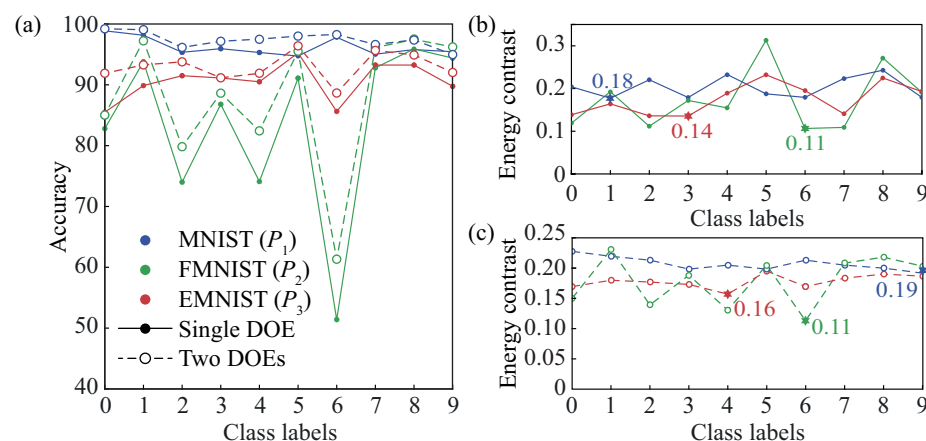 (a)
Accuracy
100
90
80
70
60
50
40
MNIST (P1)
FMNIST (P2)
EMNIST (P3)
Single DOE
Two DOEs
0 1 2 3 4 5 6 7 8 9
Class labels
(b)
Energy contrast
0.3
0.2
0.1
0
0.18
0.14
0.11
0 1 2 3 4 5 6 7 8 9
Class labels
(c)
Energy contrast
0.25
0.20
0.15
0.10
0.05
0
0.19
0.16
0.11
0 1 2 3 4 5 6 7 8 9
Class labels